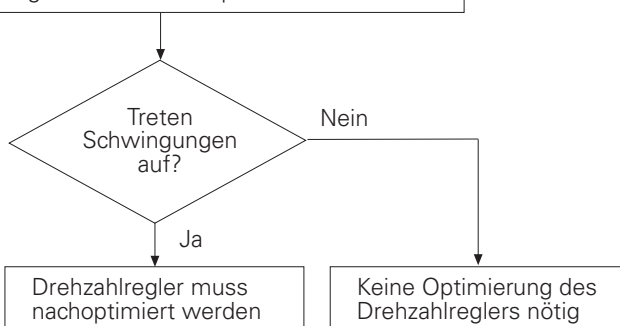 Treten
Schwingungen
auf?
Nein
Ja
Drehzahlregler muss
nachoptimiert werden
Keine Optimierung des
Drehzahlreglers nötig